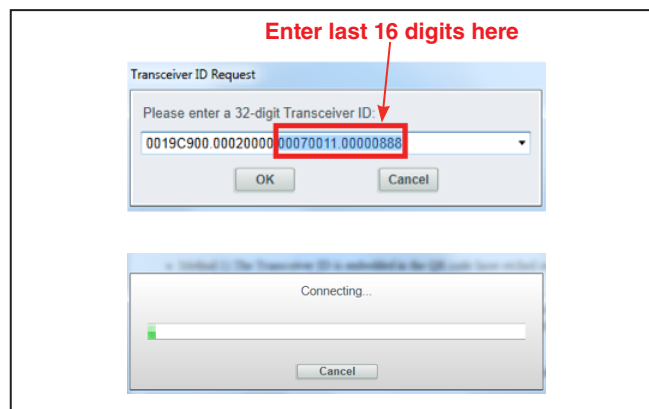 Enter last 16 digits here
Transceiver ID Request
Please enter a 32-digit Transceiver ID:
0019C900.00020000.00070011.00000888
OK Cancel
Connecting...
Cancel